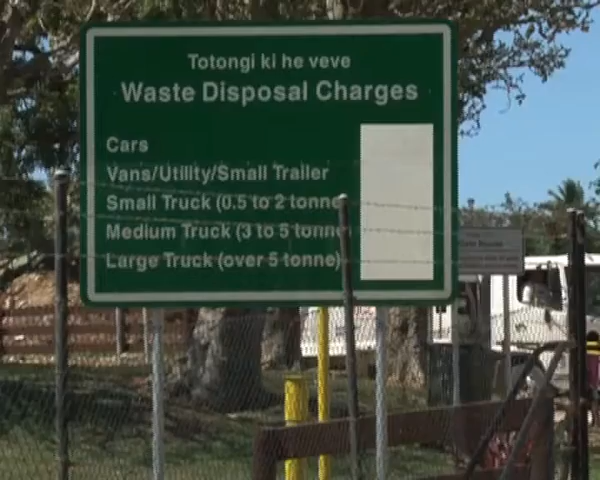 Totongi ki he veve
Waste Disposal Charges
Cars
Vans/Utility/Small Trailer
Small Truck (0.5 to 2 tonne
Medium Truck (3 to 5 tonne
Large Truck (over 5 tonne)